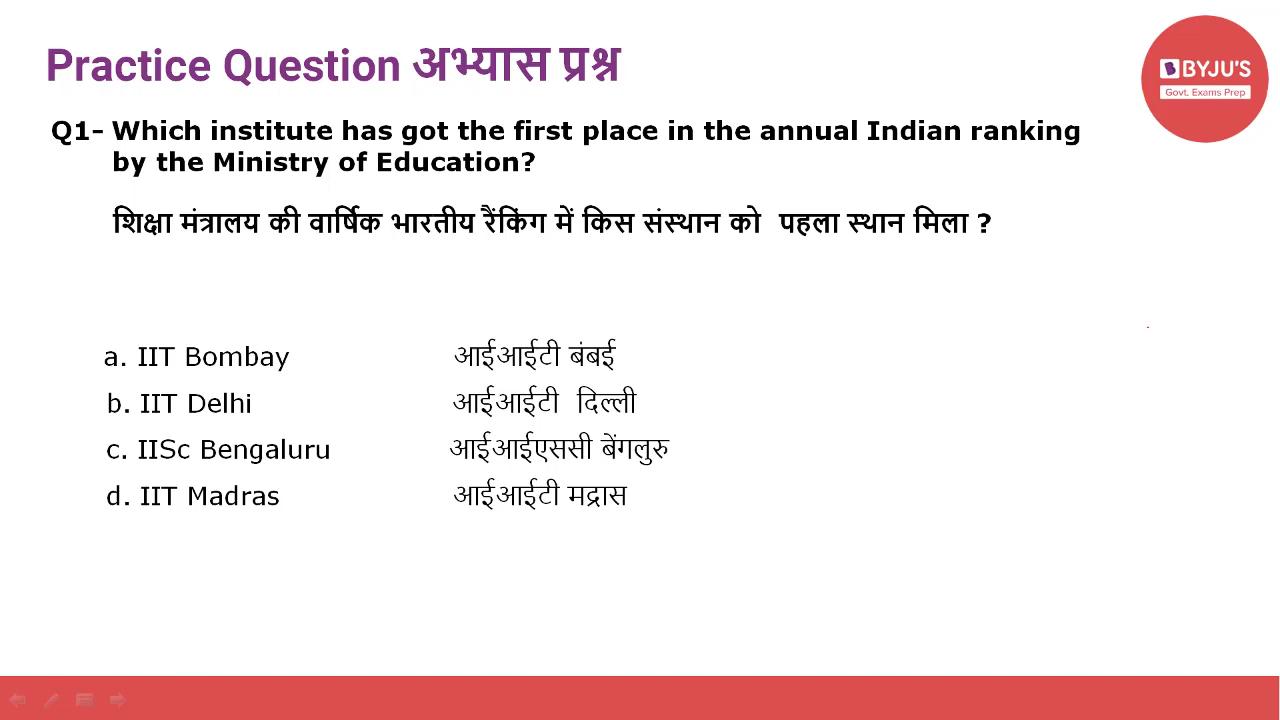 Practice Question अभ्यास प्रश्न
BYJU'S
Govt. Exams Prep
Q1- Which institute has got the first place in the annual Indian ranking
by the Ministry of Education?
शिक्षा मंत्रालय की वार्षिक भारतीय रैंकिंग में किस संस्थान को पहला स्थान मिला ?
a. IIT Bombay आईआईटी बंबई
b. IIT Delhi आईआईटी दिल्ली
c. IISc Bengaluru आईआईएससी बेंगलुरु
d. IIT Madras आईआईटी मद्रास